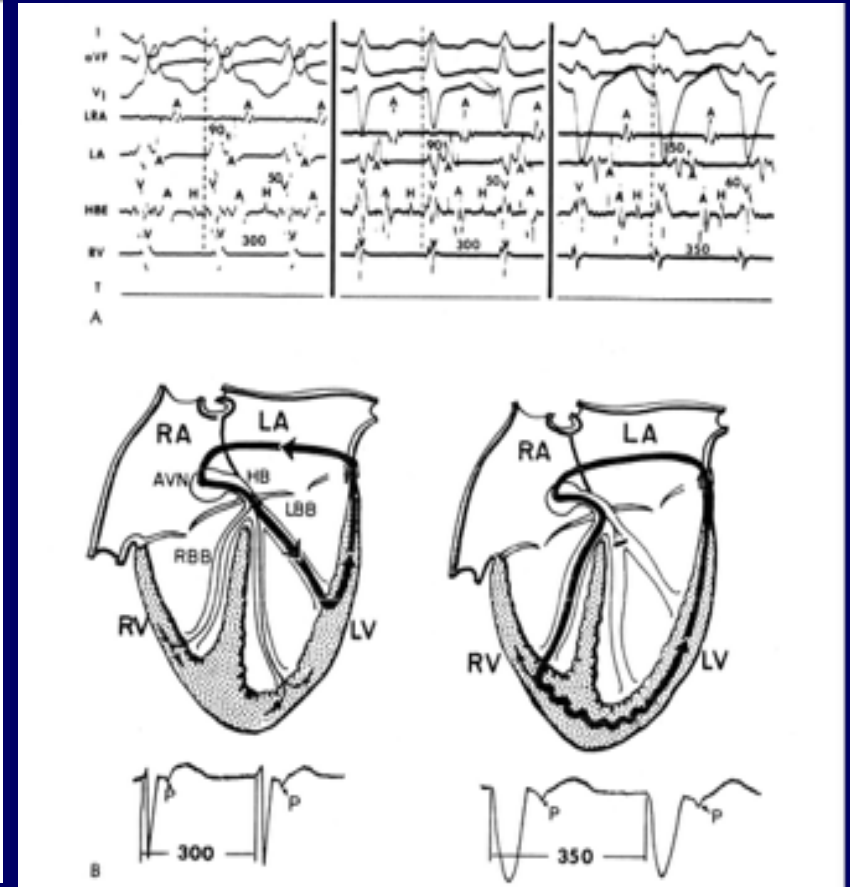 I
aVF
V1
LRA A A A A A A A A
LA 90 A A 50 90 A A 50 150 A A 60
HBE V A H V A H V A V A H V A H V A V A H V A H V
RV V 300 V V 300 350
T
A
RA LA
AVN HB
LBB
RBB
RV LV
RA LA
RV LV
P P
300
P P
350
B